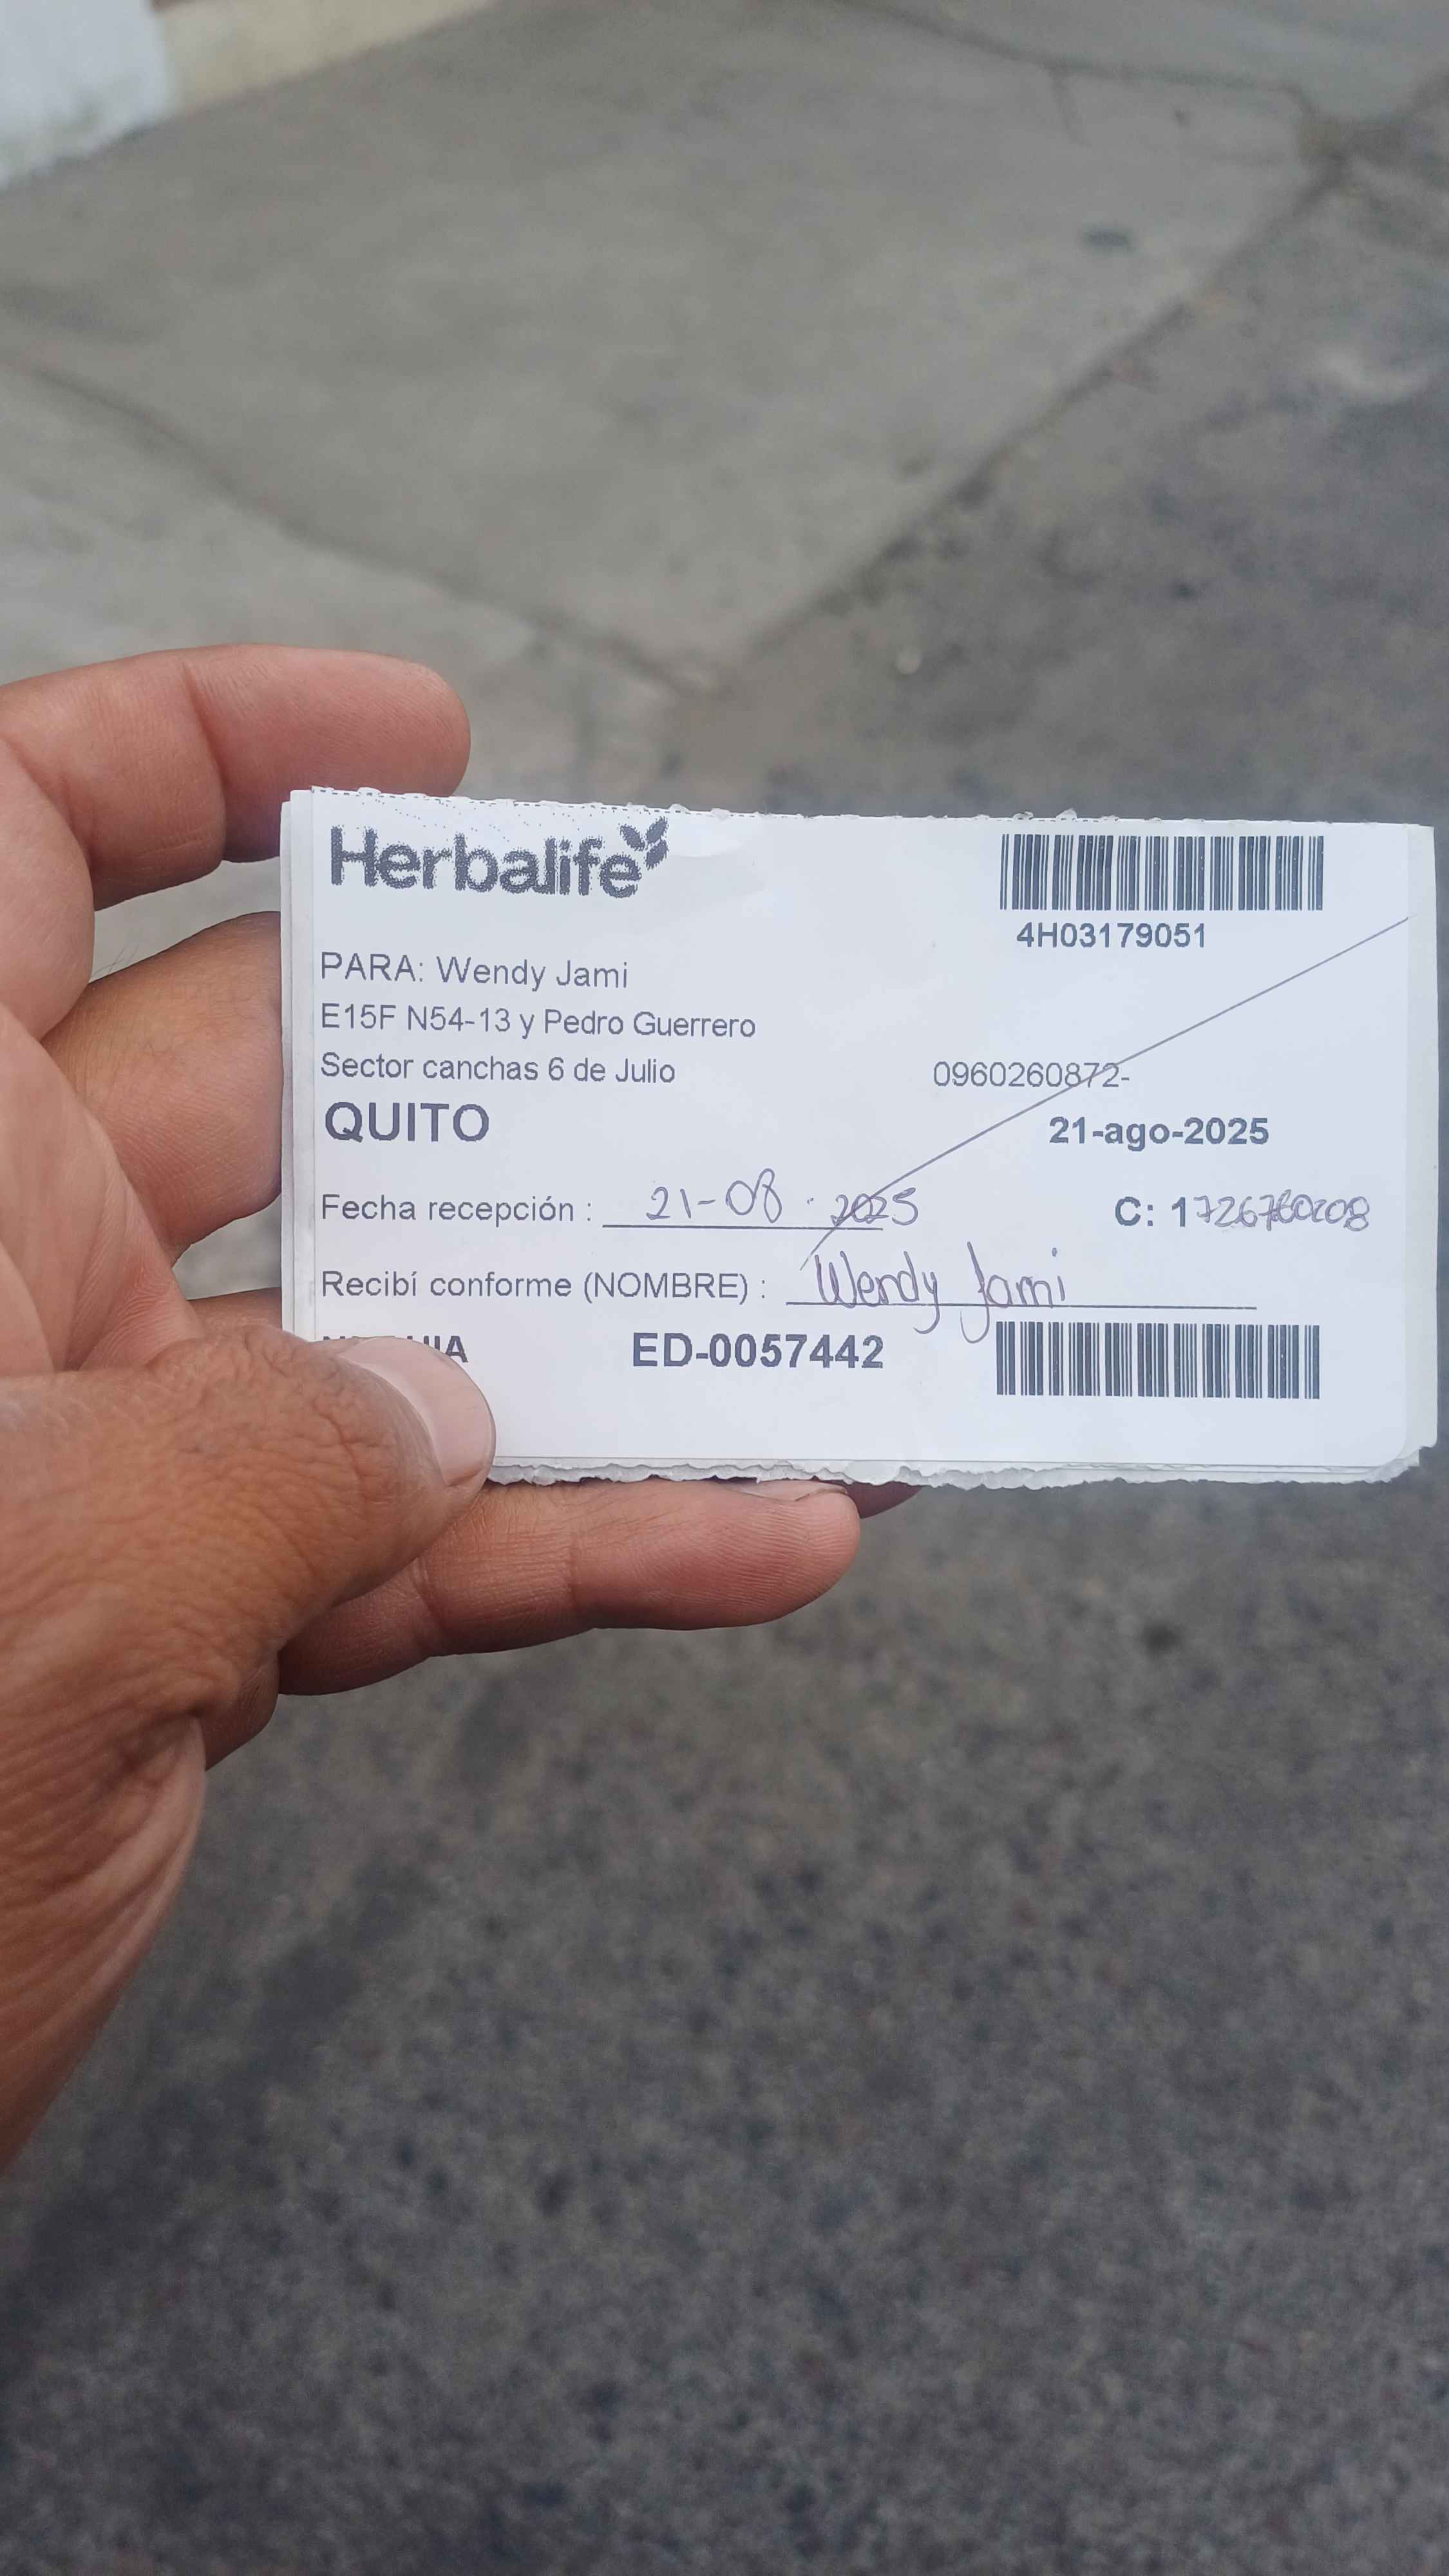 Herbalife
4H03179051
PARA: Wendy Jami
E15F N54-13 y Pedro Guerrero
Sector canchas 6 de Julio 0960260872-
QUITO 21-ago-2025
Fecha recepción : 21-08-2025 C: 1726760208
Recibí conforme (NOMBRE) : Wendy Jami
ED-0057442